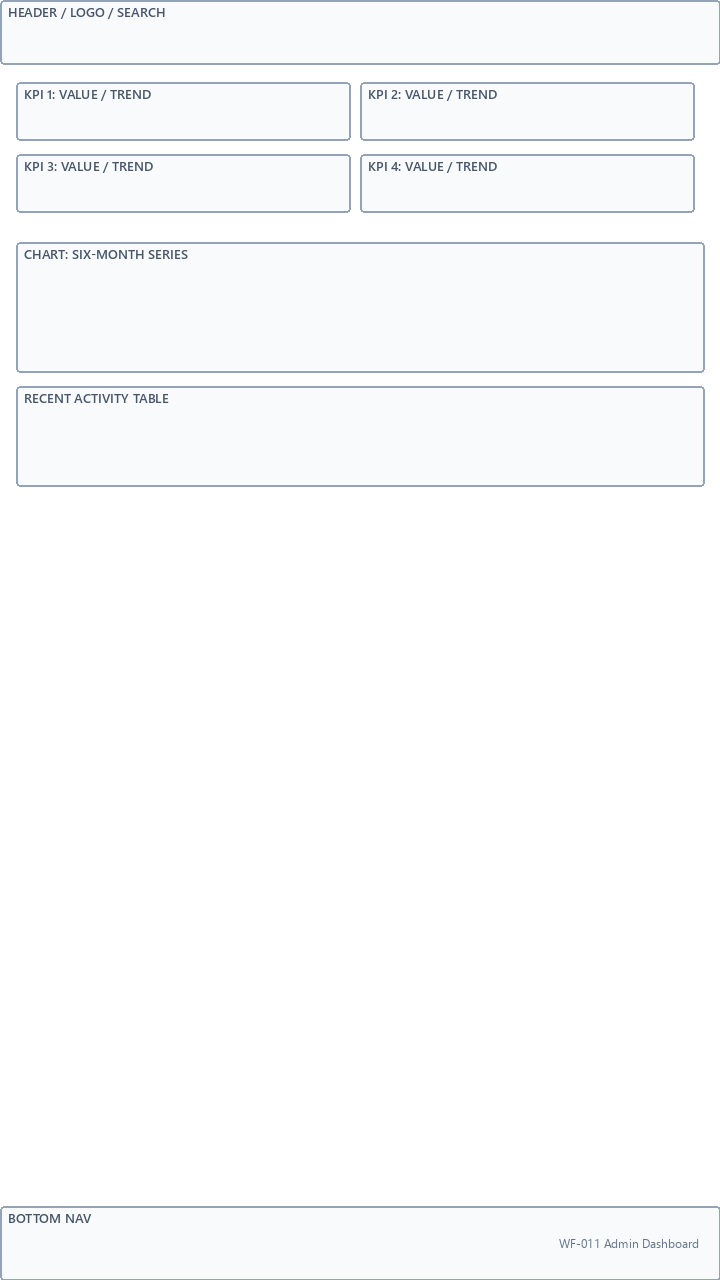 HEADER / LOGO / SEARCH
KPI 1: VALUE / TREND
KPI 2: VALUE / TREND
KPI 3: VALUE / TREND
KPI 4: VALUE / TREND
CHART: SIX-MONTH SERIES
RECENT ACTIVITY TABLE
BOTTOM NAV
WF-011 Admin Dashboard